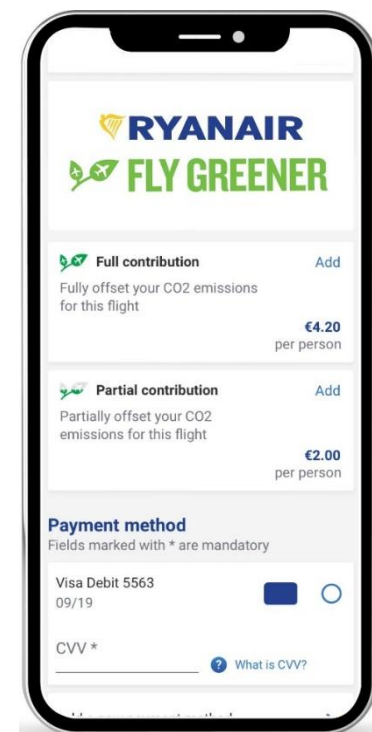 RYANAIR
FLY GREENER
Full contribution Add
Fully offset your CO2 emissions
for this flight
€4.20
per person
Partial contribution Add
Partially offset your CO2
emissions for this flight
€2.00
per person
Payment method
Fields marked with * are mandatory
Visa Debit 5563
09/19
CVV *
? What is CVV?